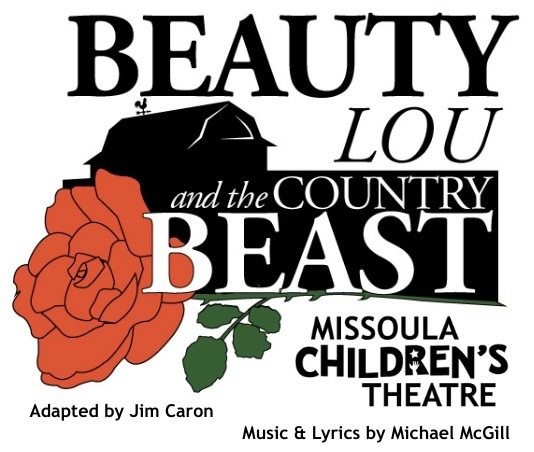 BEAUTY
LOU
and the COUNTRY
BEAST
MISSOULA
CHILDREN'S
THEATRE
Adapted by Jim Caron
Music & Lyrics by Michael McGill